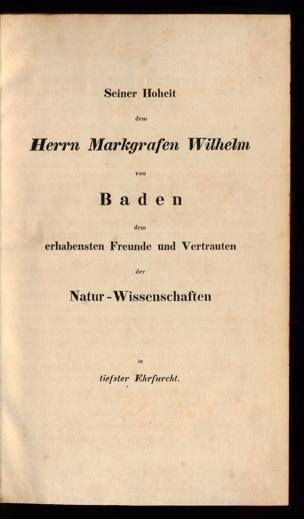 Seiner Hoheit
dem
Herrn Markgrafen Wilhelm
von
Baden
dem
erhabensten Freunde und Vertrauten
der
Natur-Wissenschaften
in
tiefster Ehrfurcht.